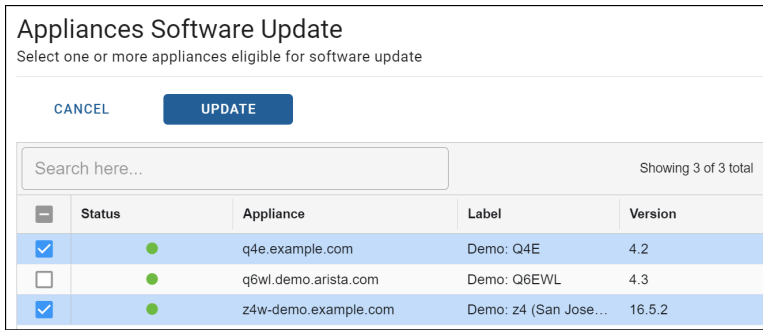 Appliances Software Update
Select one or more appliances eligible for software update
CANCEL UPDATE
Search here... Showing 3 of 3 total
Status Appliance Label Version
q4e.example.com Demo: Q4E 4.2
q6wl.demo.arista.com Demo: Q6EWL 4.3
z4w-demo.example.com Demo: z4 (San Jose... 16.5.2